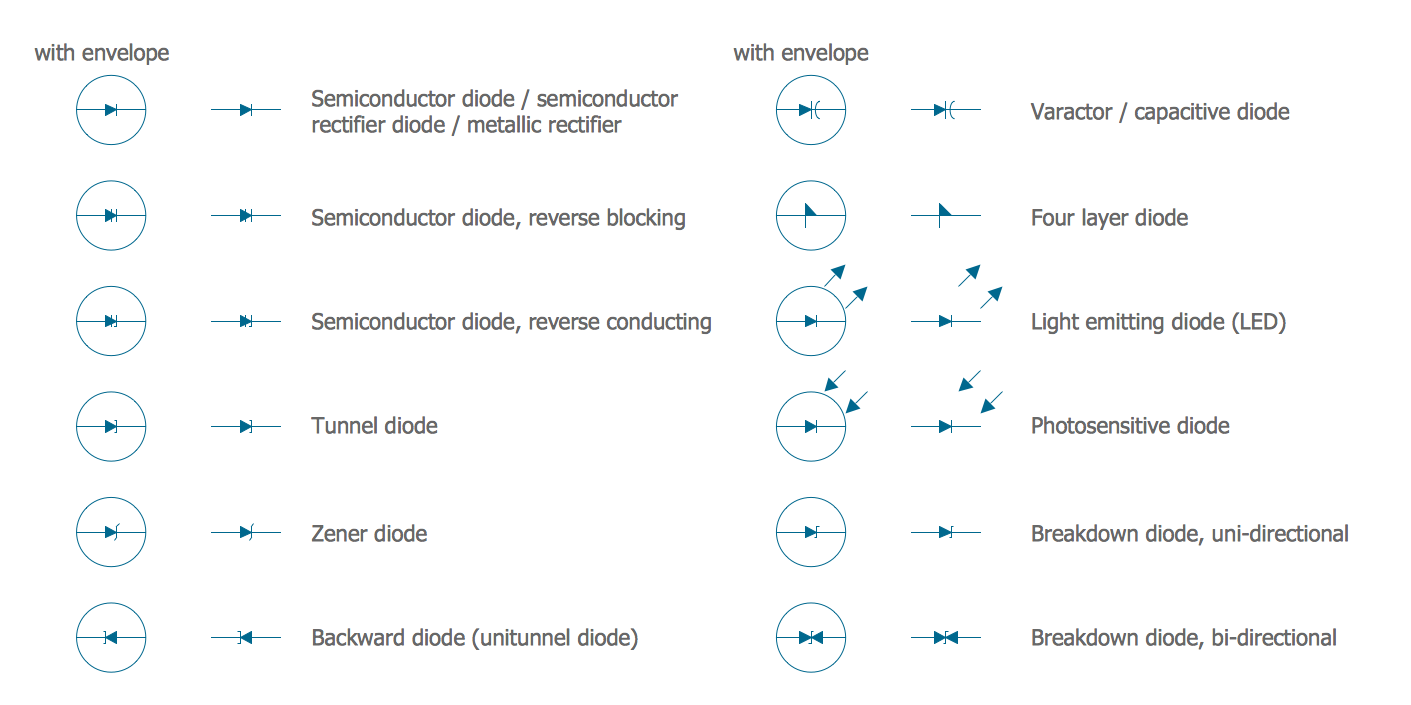 with envelope
Semiconductor diode / semiconductor
rectifier diode / metallic rectifier
Semiconductor diode, reverse blocking
Semiconductor diode, reverse conducting
Tunnel diode
Zener diode
Backward diode (unitunnel diode)
with envelope
Varactor / capacitive diode
Four layer diode
Light emitting diode (LED)
Photosensitive diode
Breakdown diode, uni-directional
Breakdown diode, bi-directional